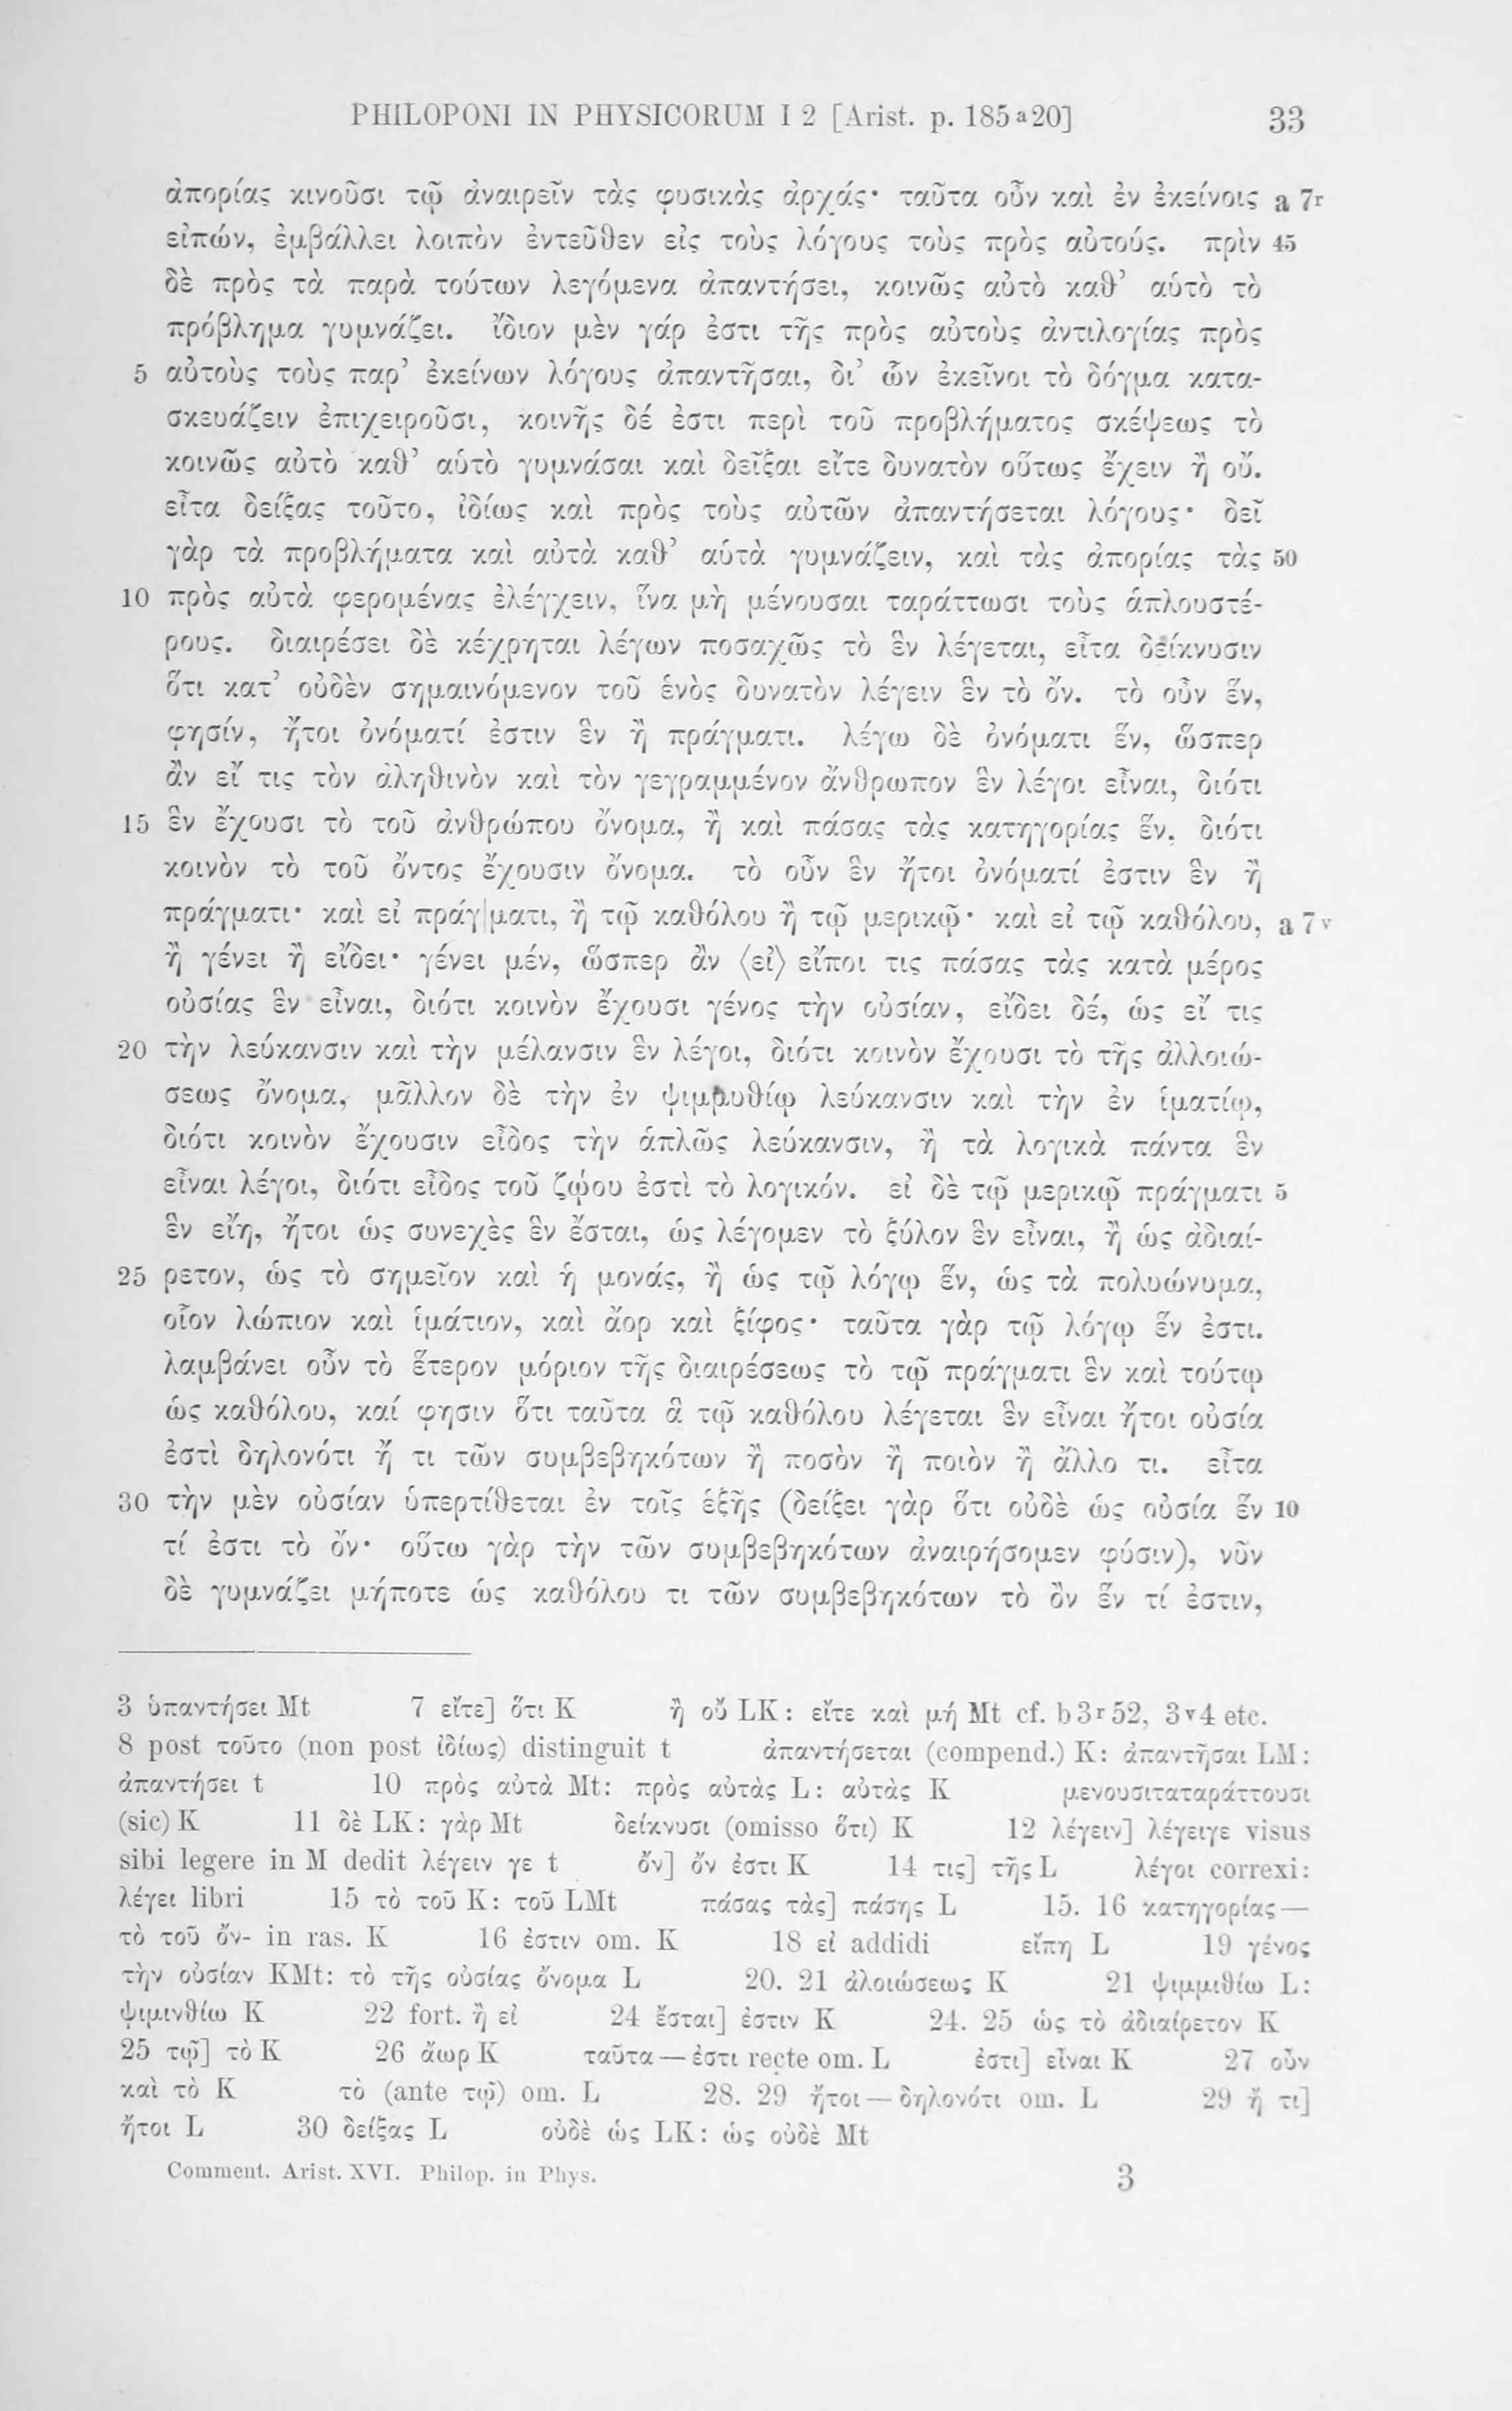 PHILOPONI IN PHYSICORUM I 2 [Arist. p. 185 a 20] 33
ἀπορίας κινοῦσι τῷ ἀναιρεῖν τὰς φυσικὰς ἀρχάς· ταῦτα οὖν καὶ ἐν ἐκείνοις a 7r
εἰπών, ἐμβάλλει λοιπὸν ἐντεῦθεν εἰς τοὺς λόγους τοὺς πρὸς αὐτούς. πρὶν 45
δὲ πρὸς τὰ παρὰ τούτων λεγόμενα ἀπαντήσει, κοινῶς αὐτὸ καθ’ αὑτὸ τὸ
πρόβλημα γυμνάζει. ἴδιον μὲν γάρ ἐστι τῆς πρὸς αὐτοὺς ἀντιλογίας πρὸς
5 αὐτοὺς τοὺς παρ’ ἐκείνων λόγους ἀπαντῆσαι, δι’ ὧν ἐκεῖνοι τὸ δόγμα κατα-
σκευάζειν ἐπιχειροῦσι, κοινῆς δέ ἐστι περὶ τοῦ προβλήματος σκέψεως τὸ
κοινῶς αὐτὸ καθ’ αὑτὸ γυμνάσαι καὶ δεῖξαι εἴτε δυνατὸν οὕτως ἔχειν ἢ οὔ.
εἶτα δείξας τοῦτο, ἰδίως καὶ πρὸς τοὺς αὐτῶν ἀπαντήσεται λόγους· δεῖ
γὰρ τὰ προβλήματα καὶ αὐτὰ καθ’ αὑτὰ γυμνάζειν, καὶ τὰς ἀπορίας τὰς 50
10 πρὸς αὐτὰ φερομένας ἐλέγχειν, ἵνα μὴ μένουσαι ταράττωσι τοὺς ἁπλουστέ-
ρους. διαιρέσει δὲ κέχρηται λέγων ποσαχῶς τὸ ἓν λέγεται, εἶτα δείκνυσιν
ὅτι κατ’ οὐδὲν σημαινόμενον τοῦ ἑνὸς δυνατὸν λέγειν ἓν τὸ ὄν. τὸ οὖν ἕν,
φησίν, ἤτοι ὀνόματί ἐστιν ἓν ἢ πράγματι. λέγω δὲ ὀνόματι ἕν, ὥσπερ
ἂν εἴ τις τὸν ἀληθινὸν καὶ τὸν γεγραμμένον ἄνθρωπον ἓν λέγοι εἶναι, διότι
15 ἓν ἔχουσι τὸ τοῦ ἀνθρώπου ὄνομα, ἢ καὶ πάσας τὰς κατηγορίας ἕν, διότι
κοινὸν τὸ τοῦ ὄντος ἔχουσιν ὄνομα. τὸ οὖν ἓν ἤτοι ὀνόματί ἐστιν ἓν ἢ
πράγματι· καὶ εἰ πράγ|ματι, ἢ τῷ καθόλου ἢ τῷ μερικῷ· καὶ εἰ τῷ καθόλου, a 7v
ἢ γένει ἢ εἴδει· γένει μέν, ὥσπερ ἂν ⟨εἰ⟩ εἴποι τις πάσας τὰς κατὰ μέρος
οὐσίας ἓν εἶναι, διότι κοινὸν ἔχουσι γένος τὴν οὐσίαν, εἴδει δέ, ὡς εἴ τις
20 τὴν λεύκανσιν καὶ τὴν μέλανσιν ἓν λέγοι, διότι κοινὸν ἔχουσι τὸ τῆς ἀλλοιώ-
σεως ὄνομα, μᾶλλον δὲ τὴν ἐν ψιμμυθίῳ λεύκανσιν καὶ τὴν ἐν ἱματίῳ,
διότι κοινὸν ἔχουσιν εἶδος τὴν ἁπλῶς λεύκανσιν, ἢ τὰ λογικὰ πάντα ἓν
εἶναι λέγοι, διότι εἶδος τοῦ ζῴου ἐστὶ τὸ λογικόν. εἰ δὲ τῷ μερικῷ πράγματι 5
ἓν εἴη, ἤτοι ὡς συνεχὲς ἓν ἔσται, ὡς λέγομεν τὸ ξύλον ἓν εἶναι, ἢ ὡς ἀδιαί-
25 ρετον, ὡς τὸ σημεῖον καὶ ἡ μονάς, ἢ ὡς τῷ λόγῳ ἕν, ὡς τὰ πολυώνυμα,
οἷον λώπιον καὶ ἱμάτιον, καὶ ἄορ καὶ ξίφος· ταῦτα γὰρ τῷ λόγῳ ἕν ἐστι.
λαμβάνει οὖν τὸ ἕτερον μόριον τῆς διαιρέσεως τὸ τῷ πράγματι ἓν καὶ τούτῳ
ὡς καθόλου, καί φησιν ὅτι ταῦτα ἃ τῷ καθόλου λέγεται ἓν εἶναι ἤτοι οὐσία
ἐστὶ δηλονότι ἤ τι τῶν συμβεβηκότων ἢ ποσὸν ἢ ποιὸν ἢ ἄλλο τι. εἶτα
30 τὴν μὲν οὐσίαν ὑπερτίθεται ἐν τοῖς ἑξῆς (δείξει γὰρ ὅτι οὐδὲ ὡς οὐσία ἕν 10
τί ἐστι τὸ ὄν· οὕτω γὰρ τὴν τῶν συμβεβηκότων ἀναιρήσομεν φύσιν), νῦν
δὲ γυμνάζει μήποτε ὡς καθόλου τι τῶν συμβεβηκότων τὸ ὂν ἕν τί ἐστιν,
3 ὑπαντήσει Mt 7 εἴτε] ὅτι K ἢ οὔ LK: εἴτε καὶ μή Mt cf. b 3r 52, 3v 4 etc.
8 post τοῦτο (non post ἰδίως) distinguit t ἀπαντήσεται (compend.) K: ἀπαντῆσαι LM:
ἀπαντήσει t 10 πρὸς αὐτὰ Mt: πρὸς αὐτὰς L: αὐτὰς K μενουσιταταράττουσι
(sic) K 11 δὲ LK: γὰρ Mt δείκνυσι (omisso ὅτι) K 12 λέγειν] λέγειγε visus
sibi legere in M dedit λέγειν γε t ὄν] ὄν ἐστι K 14 τις] τῆς L λέγοι correxi:
λέγει libri 15 τὸ τοῦ K: τοῦ LMt πάσας τὰς] πάσης L 15. 16 κατηγορίας —
τὸ τοῦ ὄν- in ras. K 16 ἐστιν om. K 18 εἰ addidi εἴπη L 19 γένος
τὴν οὐσίαν KMt: τὸ τῆς οὐσίας ὄνομα L 20. 21 ἀλοιώσεως K 21 ψιμμιθίω L:
ψιμινθίω K 22 fort. ἢ εἰ 24 ἔσται] ἐστιν K 24. 25 ὡς τὸ ἀδιαίρετον K
25 τῷ] τὸ K 26 ἄωρ K ταῦτα — ἐστι recte om. L ἐστι] εἶναι K 27 οὖν
καὶ τὸ K τὸ (ante τῷ) om. L 28. 29 ἤτοι — δηλονότι om. L 29 ἤ τι]
ἤτοι L 30 δείξας L οὐδὲ ὡς LK: ὡς οὐδὲ Mt
Comment. Arist. XVI. Philop. in Phys. 3